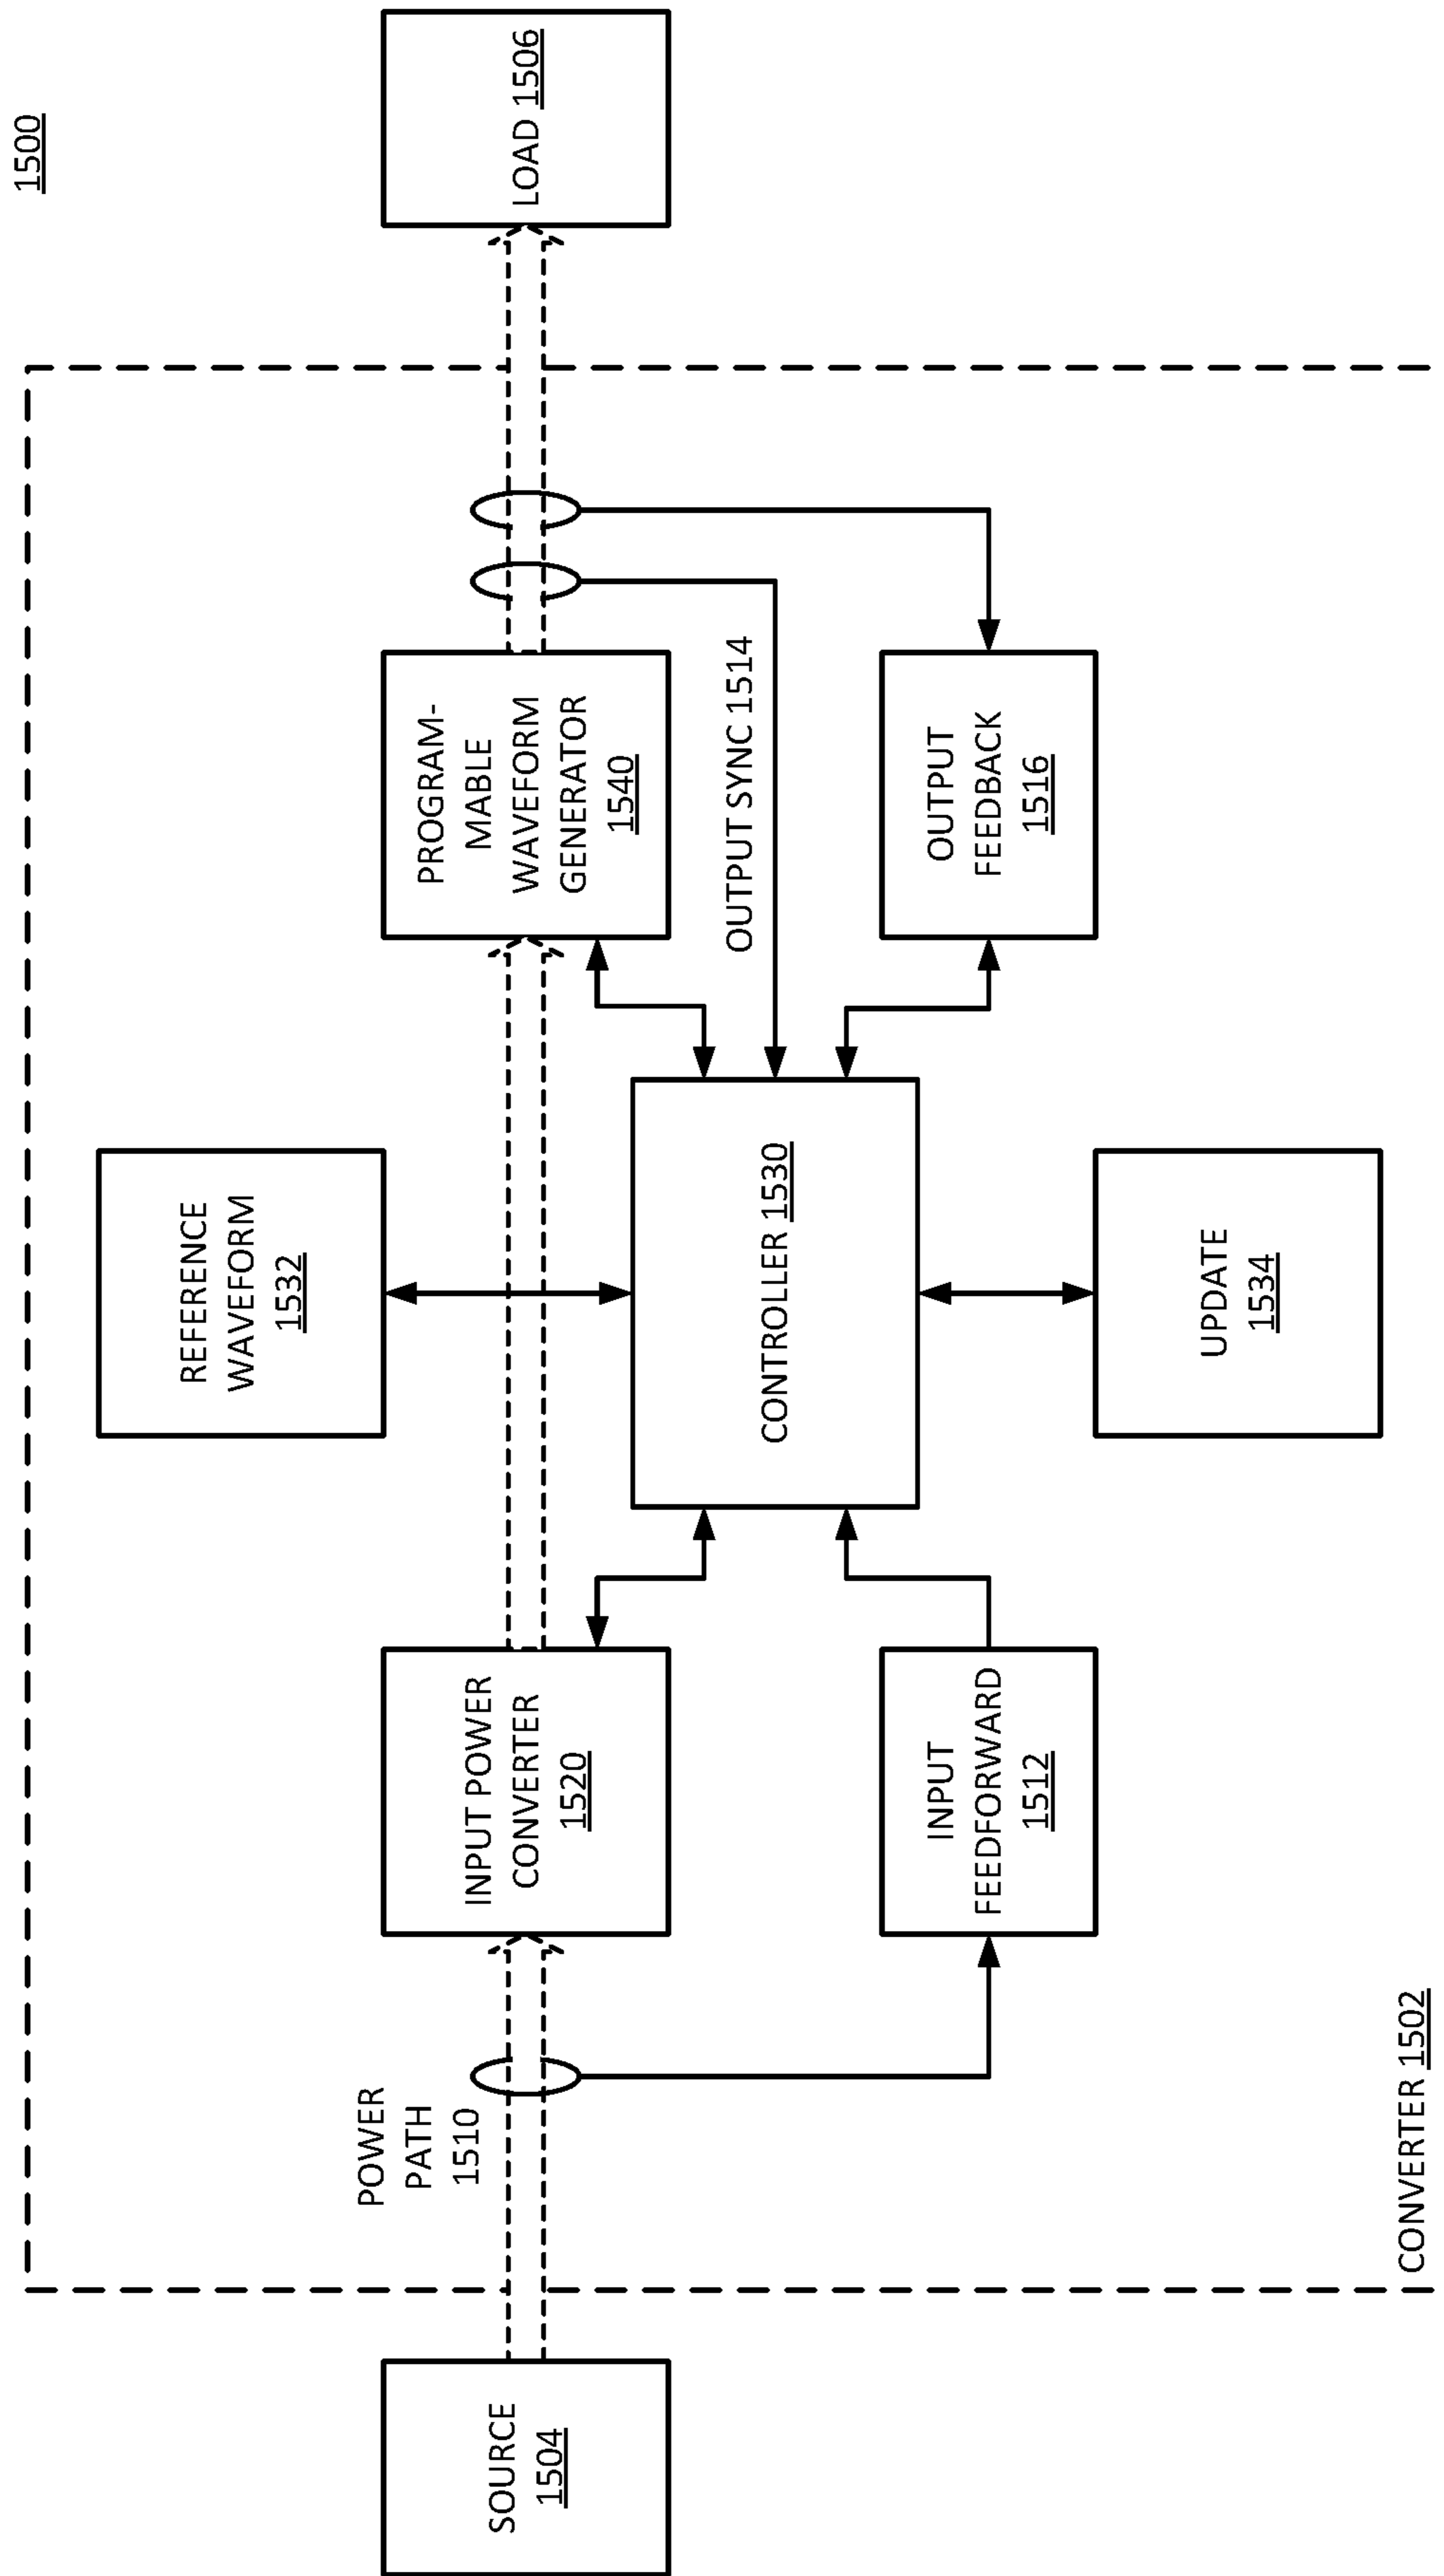 1500
REFERENCE
WAVEFORM
1532
POWER
PATH
1510
SOURCE
1504
INPUT POWER
CONVERTER
1520
PROGRAM-
MABLE
WAVEFORM
GENERATOR
1540
LOAD 1506
CONTROLLER 1530
OUTPUT SYNC 1514
INPUT
FEEDFORWARD
1512
OUTPUT
FEEDBACK
1516
UPDATE
1534
CONVERTER 1502